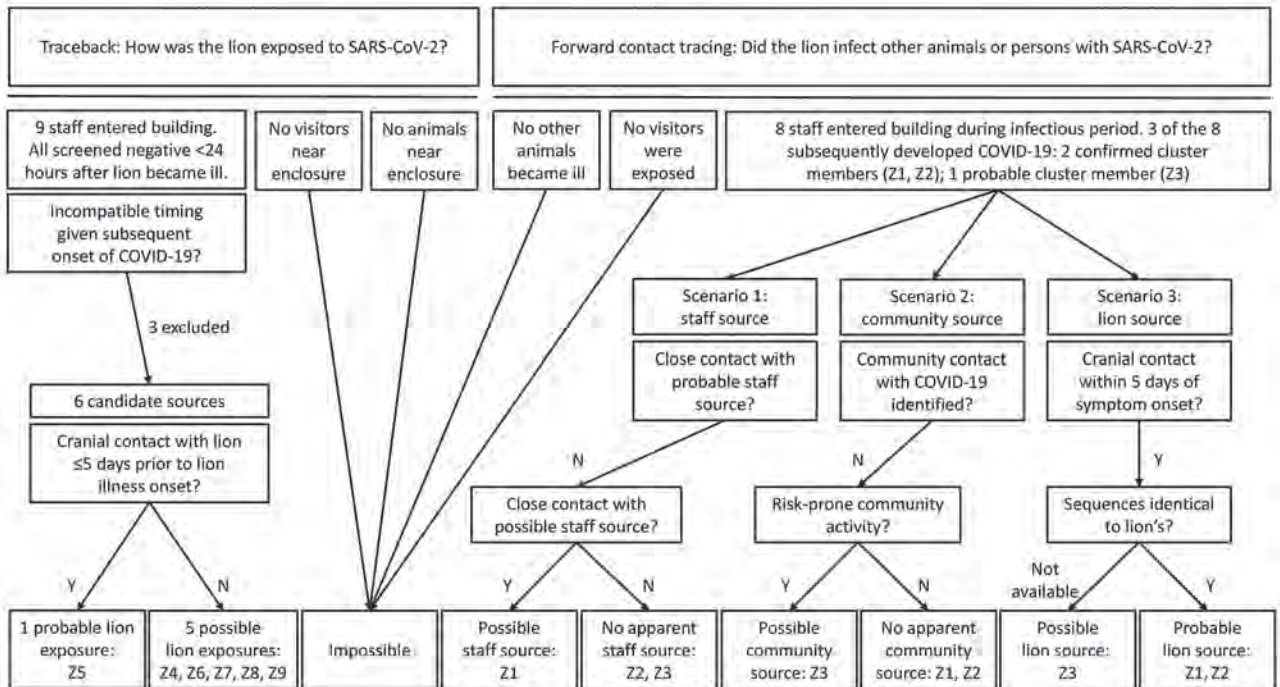 Traceback: How was the lion exposed to SARS-CoV-2?
Forward contact tracing: Did the lion infect other animals or persons with SARS-CoV-2?
9 staff entered building.
All screened negative <24
hours after lion became ill.
No visitors
near
enclosure
No animals
near
enclosure
No other
animals
became ill
No visitors
were
exposed
8 staff entered building during infectious period. 3 of the 8
subsequently developed COVID-19: 2 confirmed cluster
members (Z1, Z2); 1 probable cluster member (Z3)
Incompatible timing
given subsequent
onset of COVID-19?
3 excluded
Scenario 1:
staff source
Scenario 2:
community source
Scenario 3:
lion source
Close contact with
probable staff
source?
Community contact
with COVID-19
identified?
Cranial contact
within 5 days of
symptom onset?
6 candidate sources
Cranial contact with lion
≤5 days prior to lion
illness onset?
N
N
Y
Close contact with
possible staff source?
Risk-prone community
activity?
Sequences identical
to lion's?
Y
N
Y
N
Y
N
Not
available
Y
1 probable lion
exposure:
Z5
5 possible
lion exposures:
Z4, Z6, Z7, Z8, Z9
Impossible
Possible
staff source:
Z1
No apparent
staff source:
Z2, Z3
Possible
community
source: Z3
No apparent
community
source: Z1, Z2
Possible
lion source:
Z3
Probable
lion source:
Z1, Z2